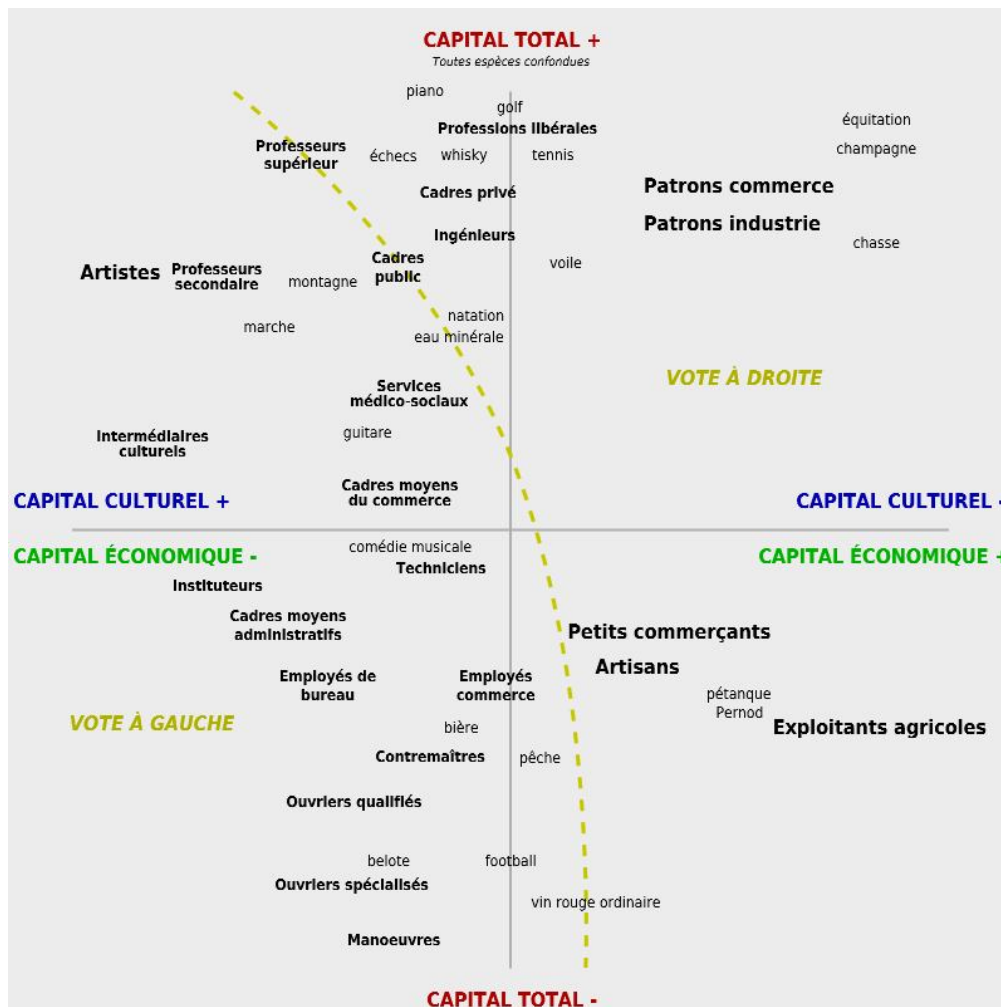 CAPITAL TOTAL +
Toutes espèces confondues
piano
golf
équitation
Professions libérales
Professeurs
supérieur
échecs
whisky
tennis
champagne
Cadres privé
Patrons commerce
Patrons industrie
Ingénieurs
chasse
Cadres
public
voile
Artistes
Professeurs
secondaire
montagne
natation
marche
eau minérale
VOTE À DROITE
Services
médico-sociaux
guitare
Intermédiaires
culturels
Cadres moyens
du commerce
CAPITAL CULTUREL +
CAPITAL CULTUREL -
CAPITAL ÉCONOMIQUE -
CAPITAL ÉCONOMIQUE +
comédie musicale
Techniciens
Instituteurs
Cadres moyens
administratifs
Petits commerçants
Artisans
Employés de
bureau
Employés
commerce
pétanque
Pernod
VOTE À GAUCHE
bière
Exploitants agricoles
Contremaîtres
pêche
Ouvriers qualifiés
belote
football
Ouvriers spécialisés
vin rouge ordinaire
Manoeuvres
CAPITAL TOTAL -